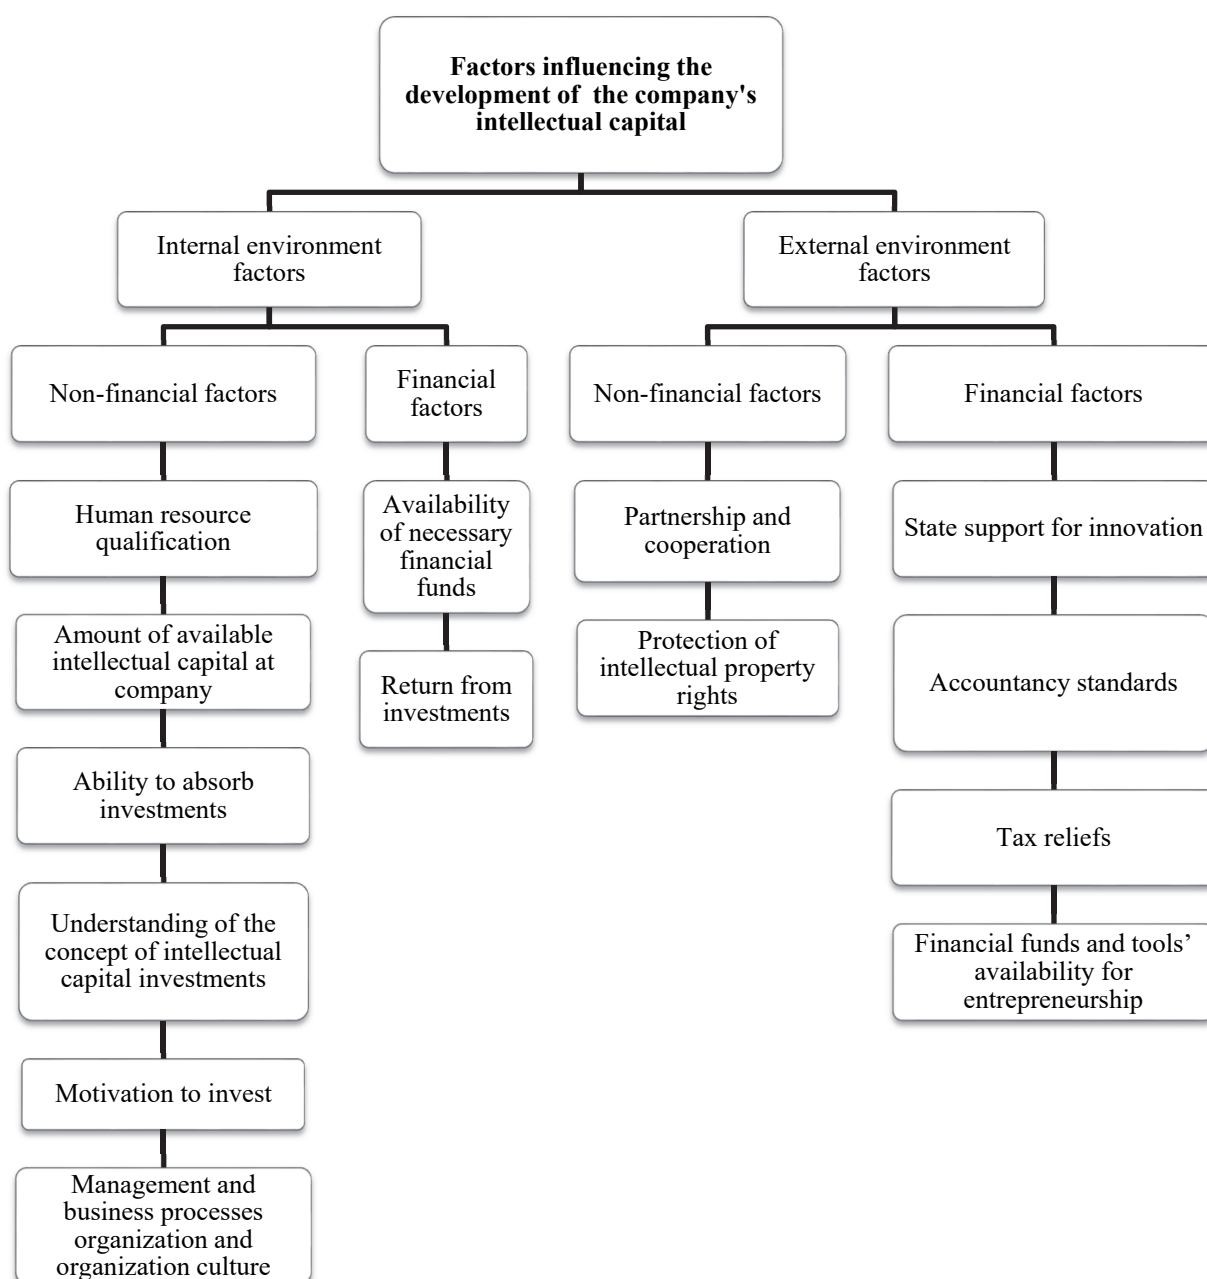 Factors influencing the
development of  the company's
intellectual capital
Internal environment
factors
External environment
factors
Non-financial factors
Financial
factors
Non-financial factors
Financial factors
Human resource
qualification
Amount of available
intellectual capital at
company
Ability to absorb
investments
Understanding of the
concept of intellectual
capital investments
Motivation to invest
Management and
business processes
organization and
organization culture
Availability
of necessary
financial
funds
Return from
investments
Partnership and
cooperation
Protection of
intellectual property
rights
State support for innovation
Accountancy standards
Tax reliefs
Financial funds and tools’
availability for
entrepreneurship